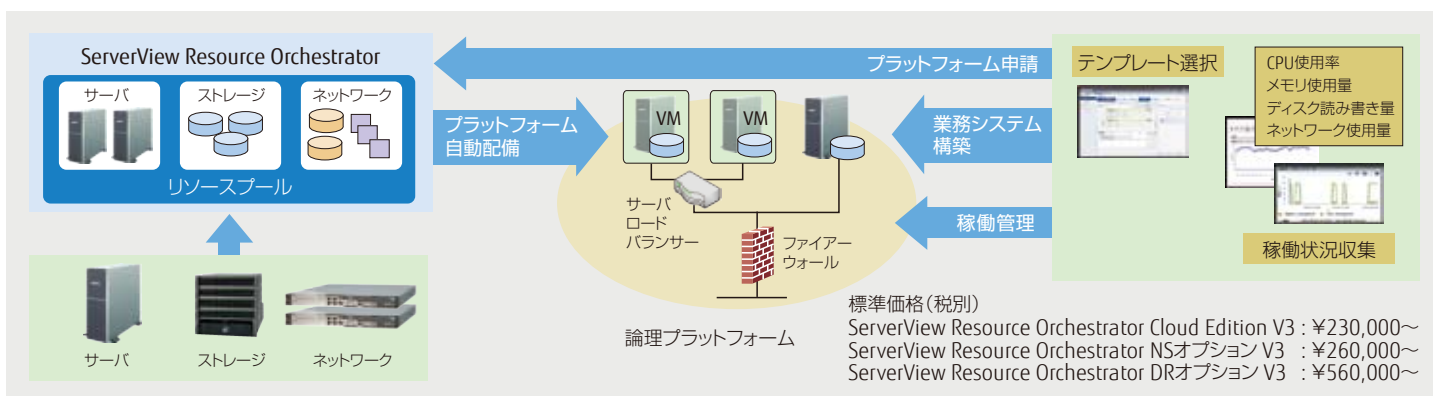 ServerView Resource Orchestrator
サーバ
ストレージ
ネットワーク
リソースプール
サーバ
ストレージ
ネットワーク
プラットフォーム
自動配備
プラットフォーム申請
VM
VM
サーバ
ロード
バランサー
ファイアー
ウォール
論理プラットフォーム
業務システム
構築
稼働管理
テンプレート選択
CPU使用率
メモリ使用量
ディスク読み書き量
ネットワーク使用量
稼働状況収集
標準価格(税別)
ServerView Resource Orchestrator Cloud Edition V3 : ¥230,000〜
ServerView Resource Orchestrator NSオプション V3 : ¥260,000〜
ServerView Resource Orchestrator DRオプション V3 : ¥560,000〜